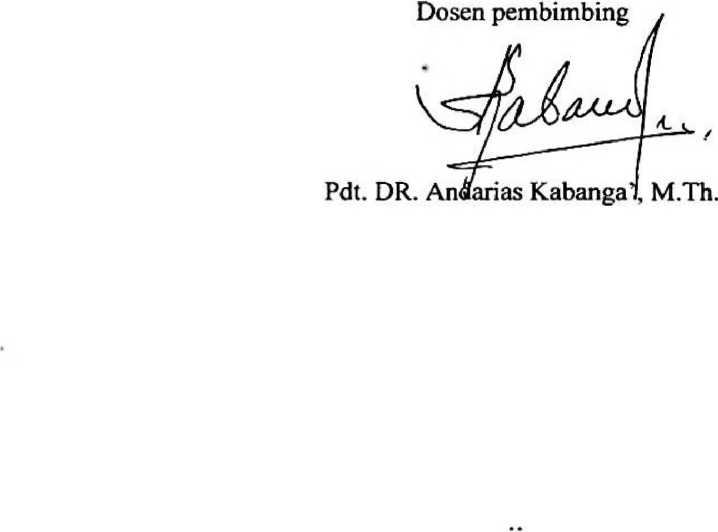 Dosen pembimbing
Pdt. DR. Andarias Kabanga', M.Th.